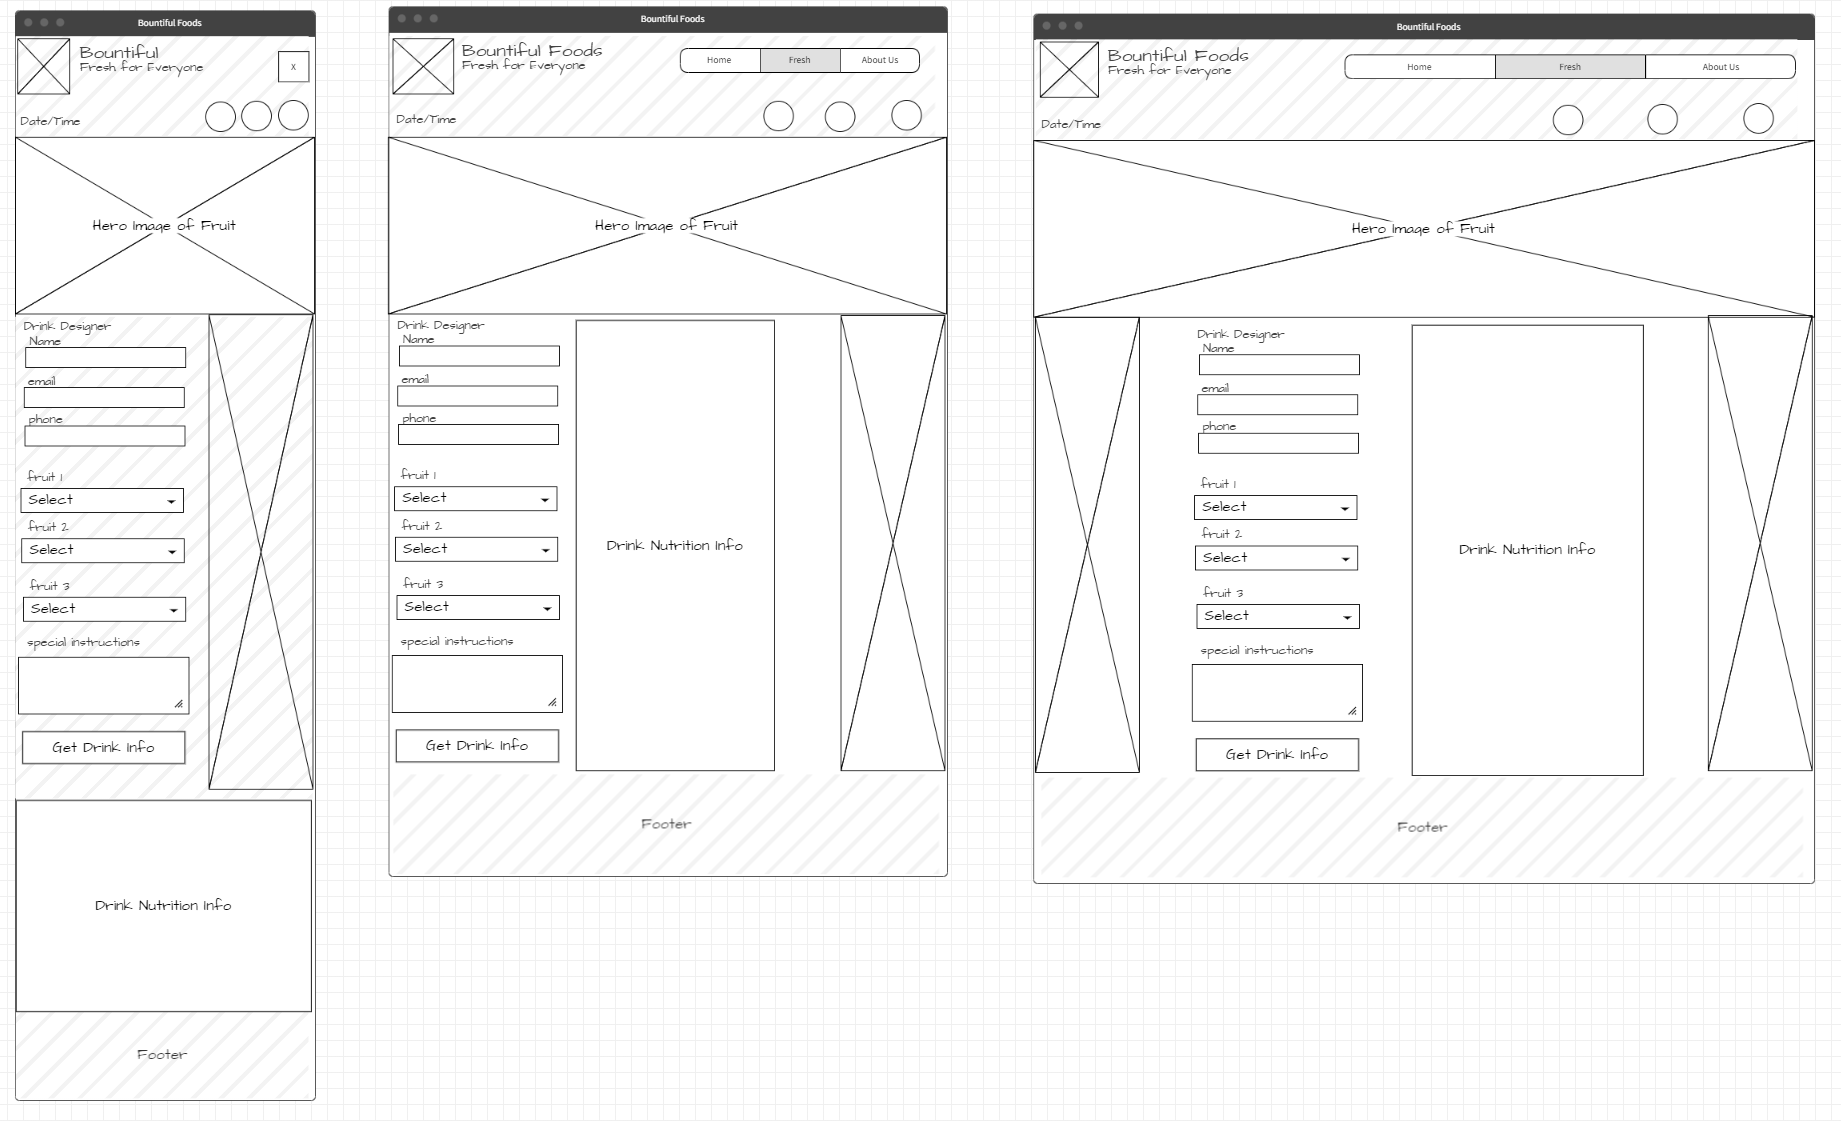 Bountiful Foods
Bountiful
Fresh for Everyone
X
Date/Time
Hero Image of Fruit
Drink Designer
Name
email
phone
fruit 1
Select
fruit 2
Select
fruit 3
Select
special instructions
Get Drink Info
Drink Nutrition Info
Footer
Bountiful Foods
Bountiful Foods
Fresh for Everyone
Home Fresh About Us
Date/Time
Hero Image of Fruit
Drink Designer
Name
email
phone
fruit 1
Select
fruit 2
Select
fruit 3
Select
special instructions
Get Drink Info
Drink Nutrition Info
Footer
Bountiful Foods
Bountiful Foods
Fresh for Everyone
Home Fresh About Us
Date/Time
Hero Image of Fruit
Drink Designer
Name
email
phone
fruit 1
Select
fruit 2
Select
fruit 3
Select
special instructions
Get Drink Info
Drink Nutrition Info
Footer